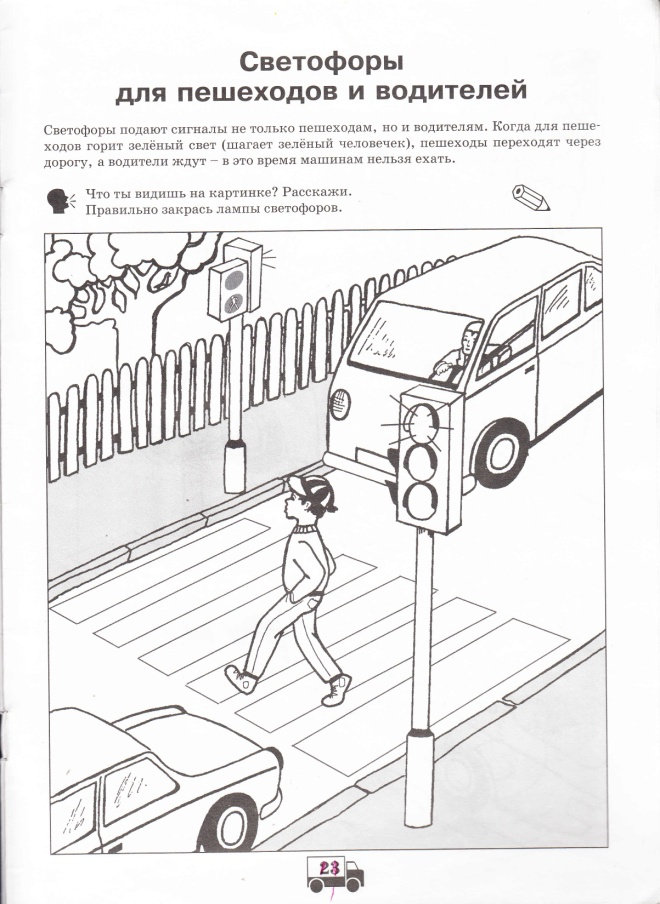 Светофоры
для пешеходов и водителей
Светофоры подают сигналы не только пешеходам, но и водителям. Когда для пеше-
ходов горит зелёный свет (шагает зелёный человечек), пешеходы переходят через
дорогу, а водители ждут – в это время машинам нельзя ехать.
Что ты видишь на картинке? Расскажи.
Правильно закрась лампы светофоров.
23